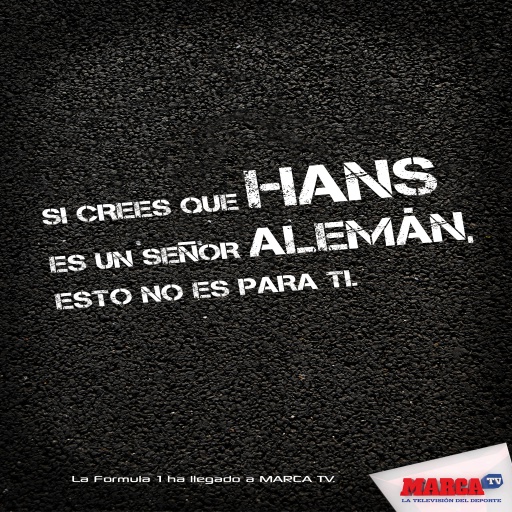 SI CREES QUE HANS
ES UN SEÑOR ALEMÁN,
ESTO NO ES PARA TI.
La Formula 1 ha llegado a MARCA TV.
MARCA TV
LA TELEVISIÓN DEL DEPORTE